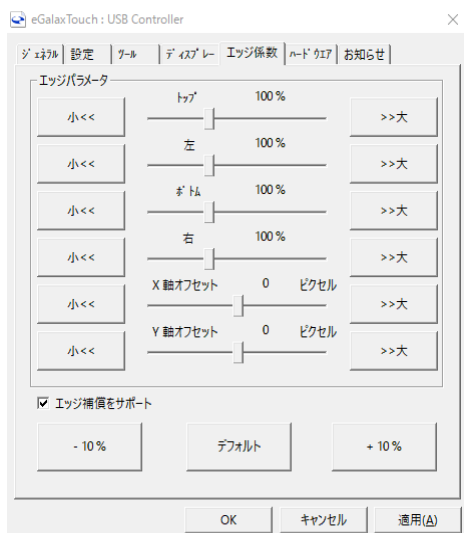 eGalaxTouch : USB Controller
ｼﾞｪﾈﾗﾙ 設定 ﾂｰﾙ ﾃﾞｨｽﾌﾟﾚｰ エッジ係数 ﾊｰﾄﾞｳｴｱ お知らせ
エッジパラメータ
ﾄｯﾌﾟ 100 %
小<< >>大
左 100 %
小<< >>大
ﾎﾞﾄﾑ 100 %
小<< >>大
右 100 %
小<< >>大
X 軸オフセット 0 ピクセル
小<< >>大
Y 軸オフセット 0 ピクセル
小<< >>大
エッジ補償をサポート
- 10 % デフォルト + 10 %
OK キャンセル 適用(A)